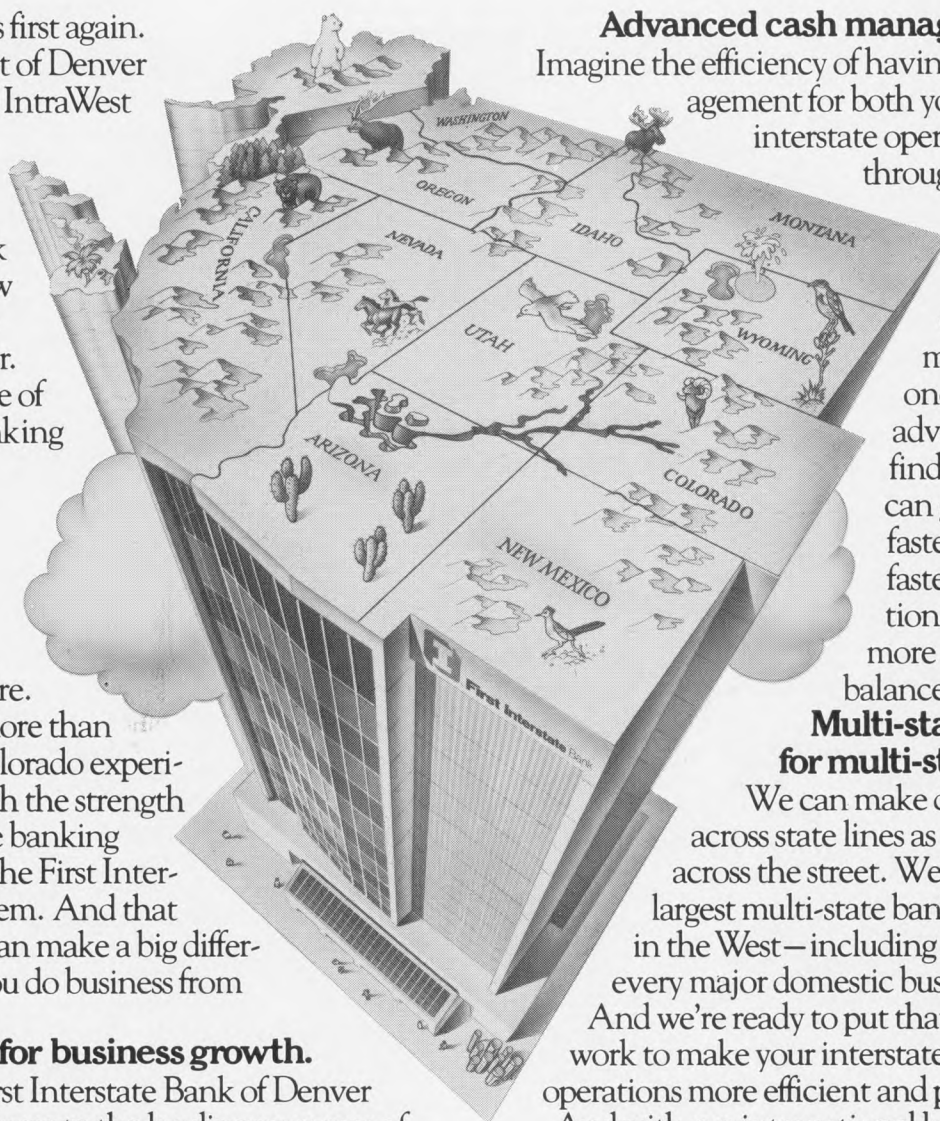 s first again.
t of Denver
IntraWest
k
w
r.
e of
king
re.
ore than
lorado experi-
h the strength
e banking
he First Inter-
em. And that
an make a big differ-
ou do business from
for business growth.
rst Interstate Bank of Denver
WASHINGTON
OREGON
MONTANA
IDAHO
CALIFORNIA
NEVADA
WYOMING
UTAH
ARIZONA
COLORADO
NEW MEXICO
First Interstate Bank
Advanced cash manag
Imagine the efficiency of havin
agement for both yo
interstate oper
throug
m
on
adv
find
can
faste
faste
tion
more
balance
Multi-sta
for multi-st
We can make c
across state lines as
across the street. We
largest multi-state ban
in the West—including
every major domestic bus
And we're ready to put tha
work to make your interstate
operations more efficient and p